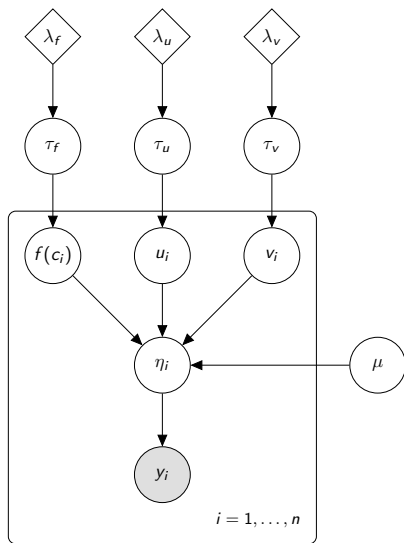 λ_f λ_u λ_v
τ_f τ_u τ_v
f(c_i) u_i v_i
η_i μ
y_i
i = 1, . . . , n